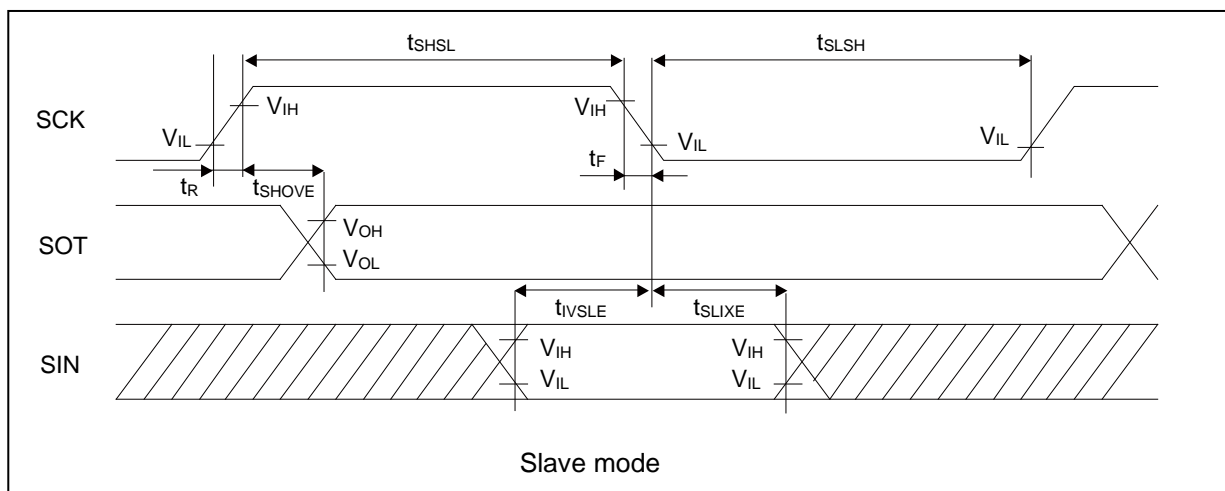 tSHSL
tSLSH
SCK
VIH
VIH
VIL
VIL
VIL
tF
tR
tSHOVE
SOT
VOH
VOL
tIVSLE
tSLIXE
SIN
VIH
VIH
VIL
VIL
Slave mode